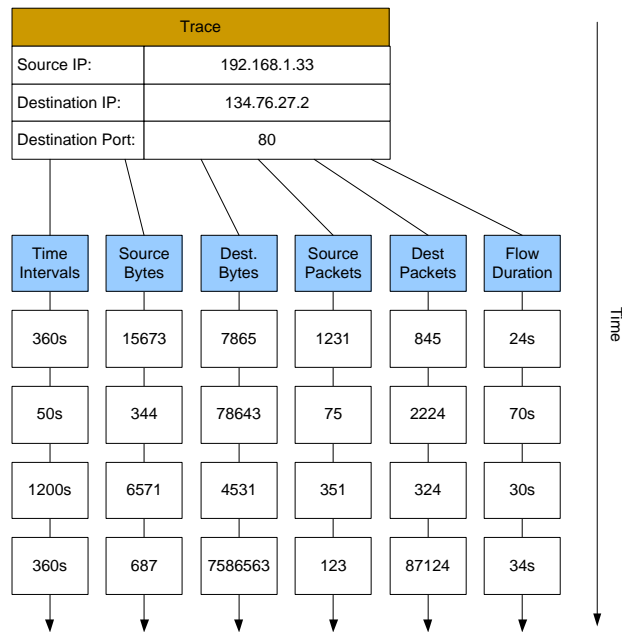 Trace
Source IP: 192.168.1.33
Destination IP: 134.76.27.2
Destination Port: 80
Time Intervals
Source Bytes
Dest. Bytes
Source Packets
Dest Packets
Flow Duration
360s 15673 7865 1231 845 24s
50s 344 78643 75 2224 70s
1200s 6571 4531 351 324 30s
360s 687 7586563 123 87124 34s
Time